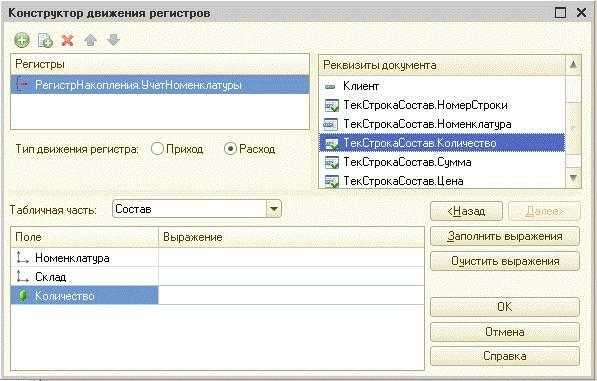 Конструктор движения регистров
Регистры
РегистрНакопления.УчетНоменклатуры
Тип движения регистра:
Приход
Расход
Реквизиты документа
Клиент
ТекСтрокаСостав.НомерСтроки
ТекСтрокаСостав.Номенклатура
ТекСтрокаСостав.Количество
ТекСтрокаСостав.Сумма
ТекСтрокаСостав.Цена
Табличная часть:
Состав
<Назад
Далее>
Заполнить выражения
Очистить выражения
Поле
Выражение
Номенклатура
Склад
Количество
ОК
Отмена
Справка